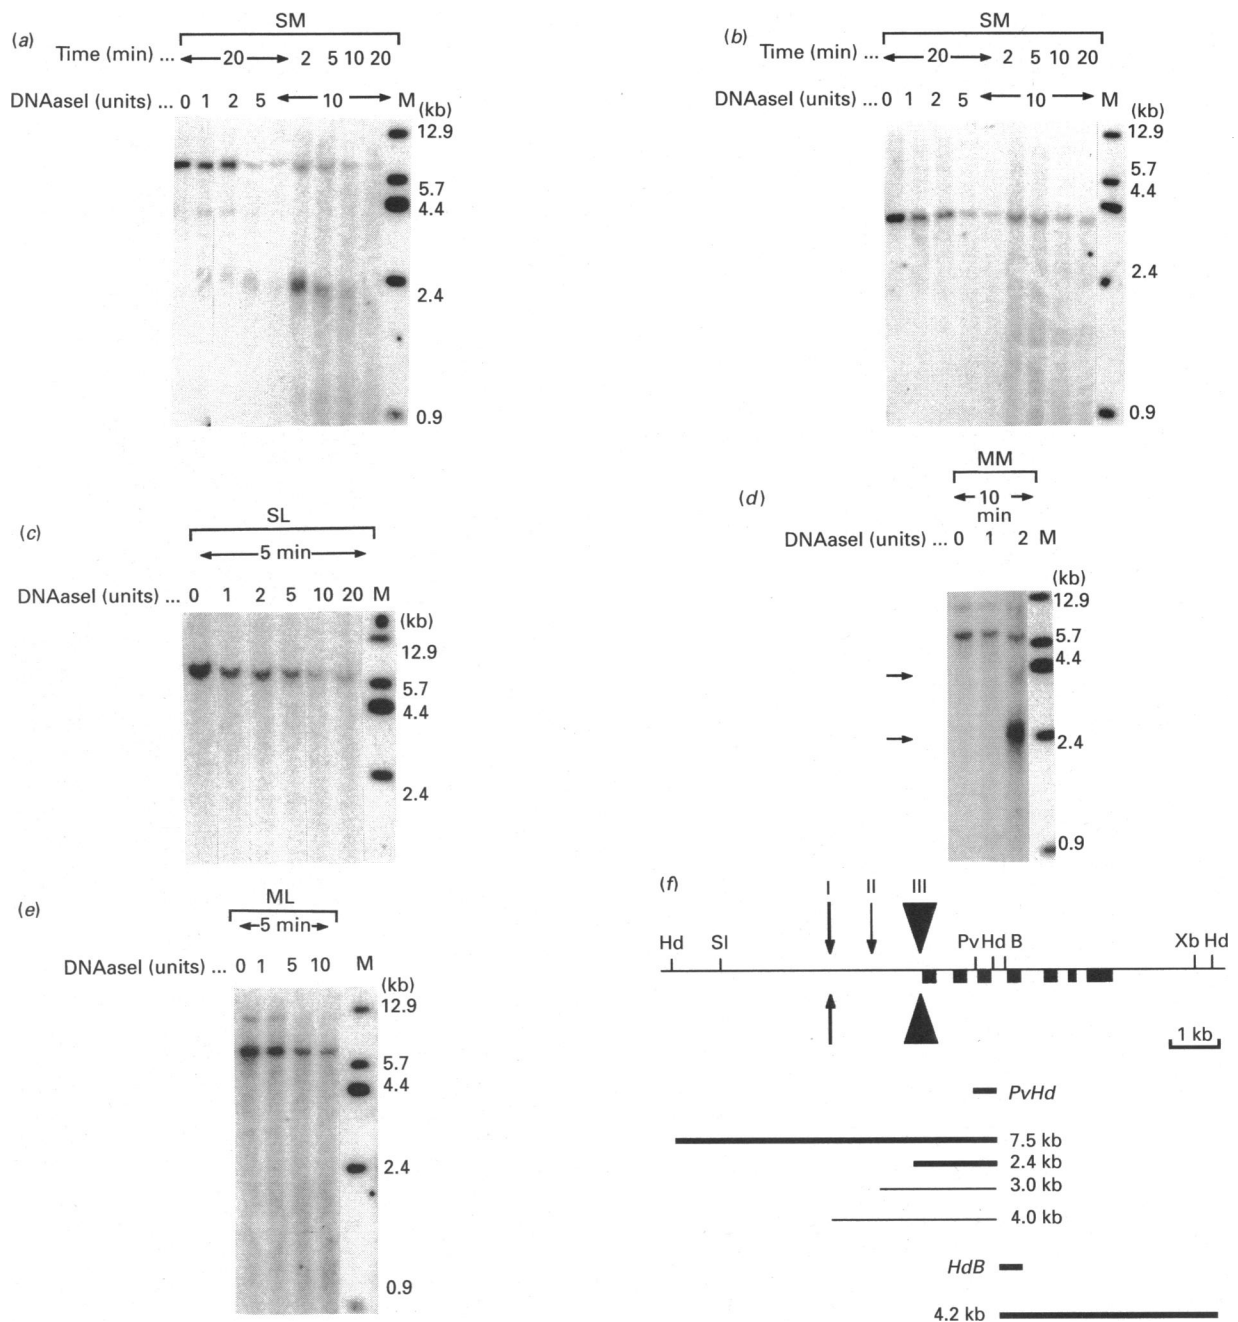 (a)
SM
Time (min) ... 20 2 5 10 20
DNAaseI (units) ... 0 1 2 5 10 M
(kb)
12.9
5.7
4.4
2.4
0.9
(b)
SM
Time (min) ... 20 2 5 10 20
DNAaseI (units) ... 0 1 2 5 10 M
(kb)
12.9
5.7
4.4
2.4
0.9
(c)
SL
5 min
DNAaseI (units) ... 0 1 2 5 10 20 M
(kb)
12.9
5.7
4.4
2.4
(d)
MM
10
min
DNAaseI (units) ... 0 1 2 M
(kb)
12.9
5.7
4.4
2.4
0.9
(e)
ML
5 min
DNAaseI (units) ... 0 1 5 10 M
(kb)
12.9
5.7
4.4
2.4
0.9
(f)
I II III
Hd SI Pv Hd B Xb Hd
1 kb
PvHd
7.5 kb
2.4 kb
3.0 kb
4.0 kb
HdB
4.2 kb